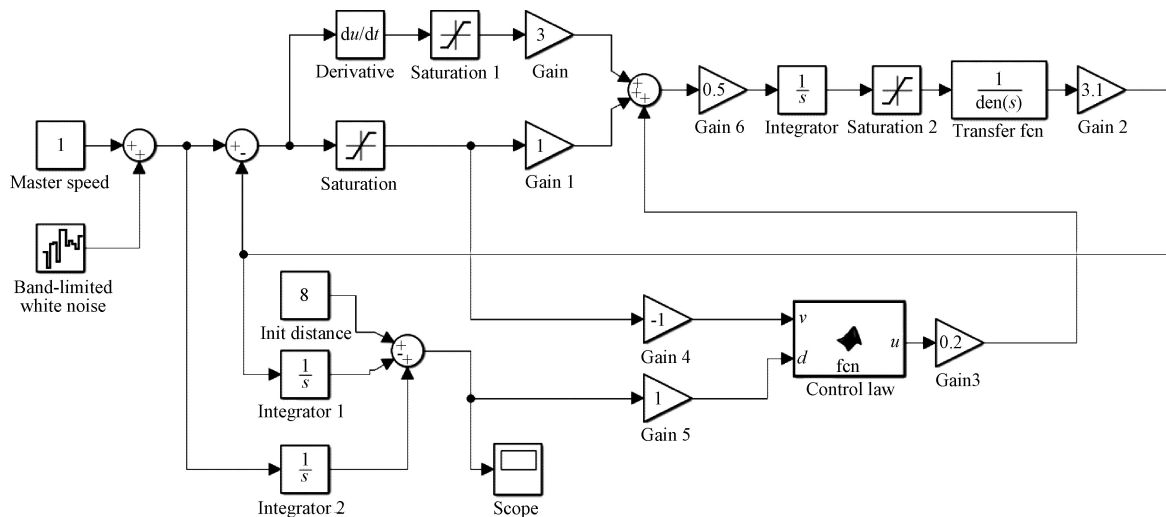 du/dt
Derivative
Saturation 1
3
Gain
+
+
+
0.5
Gain 6
1
s
Integrator
Saturation 2
1
den(s)
Transfer fcn
3.1
Gain 2
1
Master speed
+
+
+
-
Saturation
1
Gain 1
Band-limited
white noise
8
Init distance
+
-
+
1
s
Integrator 1
1
s
Integrator 2
Scope
-1
Gain 4
1
Gain 5
v
d
u
fcn
Control law
0.2
Gain3